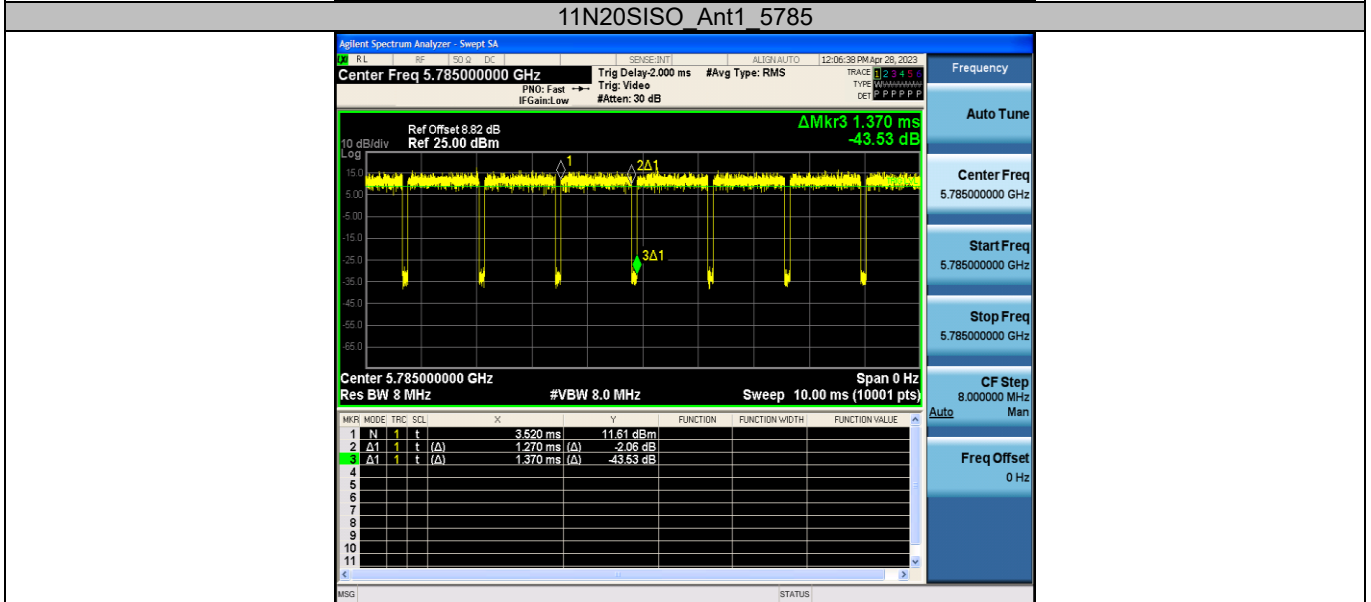 11N20SISO_Ant1_5785
Agilent Spectrum Analyzer - Swept SA
RL RF 50 Ω DC SENSE:INT ALIGNAUTO 12:06:38 PM Apr 28, 2023
Center Freq 5.785000000 GHz
PNO: Fast
IFGain:Low
Trig Delay-2.000 ms
Trig: Video
#Atten: 30 dB
#Avg Type: RMS
TRACE 1 2 3 4 5 6
TYPE
DET P P P P P P
Frequency
Auto Tune
Center Freq
5.785000000 GHz
Start Freq
5.785000000 GHz
Stop Freq
5.785000000 GHz
CF Step
8.000000 MHz
Auto Man
Freq Offset
0 Hz
ΔMkr3 1.370 ms
-43.53 dB
Ref Offset 8.82 dB
10 dB/div Ref 25.00 dBm
Log
15.0
5.00
-5.00
-15.0
-25.0
-35.0
-45.0
-55.0
-65.0
1
2Δ1
3Δ1
Center 5.785000000 GHz Span 0 Hz
Res BW 8 MHz #VBW 8.0 MHz Sweep 10.00 ms (10001 pts)
MKR MODE TRC SCL X Y FUNCTION FUNCTION WIDTH FUNCTION VALUE
1 N 1 t 3.520 ms 11.61 dBm
2 Δ1 1 t (Δ) 1.270 ms (Δ) -2.06 dB
3 Δ1 1 t (Δ) 1.370 ms (Δ) -43.53 dB
4
5
6
7
8
9
10
11
MSG STATUS